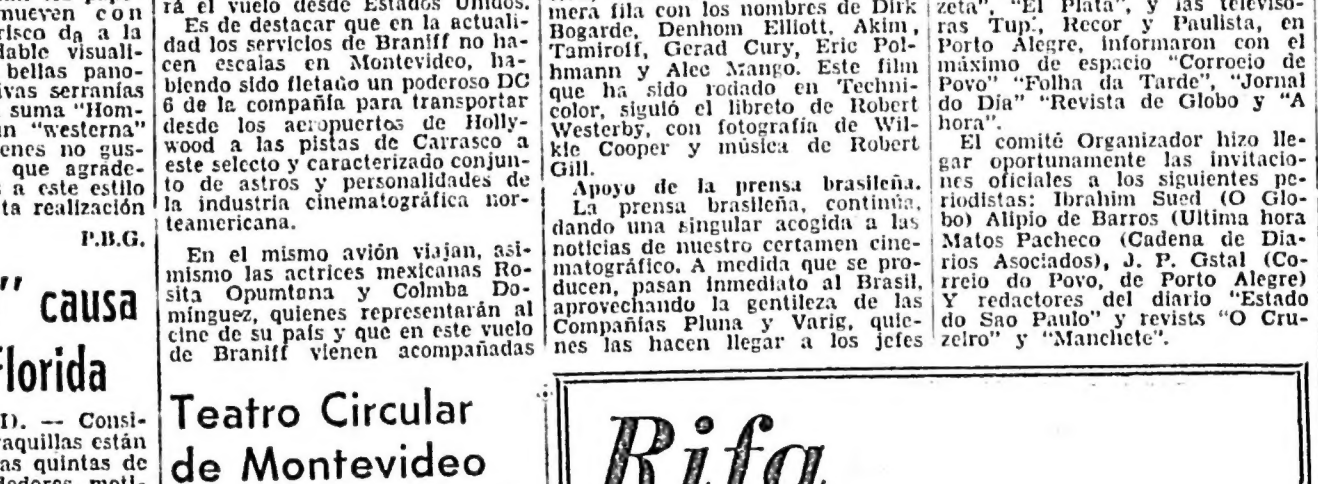 mueven con
risco da a la
dable visuali-
bellas pano-
ivas serranías
suma "Hom-
un "westerna"
ienes no gus-
que agrade-
s a este estilo
ta realización
P.B.G.
" causa
Florida
I). — Consi-
aquillas están
as quintas de
rá el vuelo desde Estados Unidos.
Es de destacar que en la actuali-
dad los servicios de Braniff no ha-
cen escalas en Montevideo, ha-
biendo sido fletado un poderoso DC
6 de la compañía para transportar
desde los aeropuertos de Holly-
wood a las pistas de Carrasco a
este selecto y caracterizado conjun-
to de astros y personalidades de
la industria cinematográfica nor-
teamericana.
En el mismo avión viajan, asi-
mismo las actrices mexicanas Ro-
sita Opumtana y Colmba Do-
mínguez, quienes representarán al
cine de su país y que en este vuelo
de Braniff vienen acompañadas
Teatro Circular
de Montevideo
mera fila con los nombres de Dirk
Bogarde, Denhom Elliott, Akim,
Tamiroff, Gerad Cury, Eric Pol-
hmann y Alec Mango. Este film
que ha sido rodado en Techni-
color, siguió el libreto de Robert
Westerby, con fotografía de Wil-
kie Cooper y música de Robert
Gill.
Apoyo de la prensa brasileña.
La prensa brasileña, continúa,
dando una singular acogida a las
noticias de nuestro certamen cine-
matográfico. A medida que se pro-
ducen, pasan inmediato al Brasil,
aprovechando la gentileza de las
Compañías Pluna y Varig, quie-
nes las hacen llegar a los jefes
zeta", "El Plata", y las televiso-
ras Tup., Recor y Paulista, en
Porto Alegre, informaron con el
máximo de espacio "Correcio de
Povo" "Folha da Tarde", "Jornal
do Dia" "Revista de Globo y "A
hora".
El comité Organizador hizo lle-
gar oportunamente las invitacio-
nes oficiales a los siguientes pe-
riodistas: Ibrahim Sued (O Glo-
bo) Alipio de Barros (Ultima hora
Matos Pacheco (Cadena de Dia-
rios Asociados), J. P. Gstal (Co-
rreio do Povo, de Porto Alegre)
Y redactores del diario "Estado
do Sao Paulo" y revists "O Cru-
zeiro" y "Manchete".
Rifa